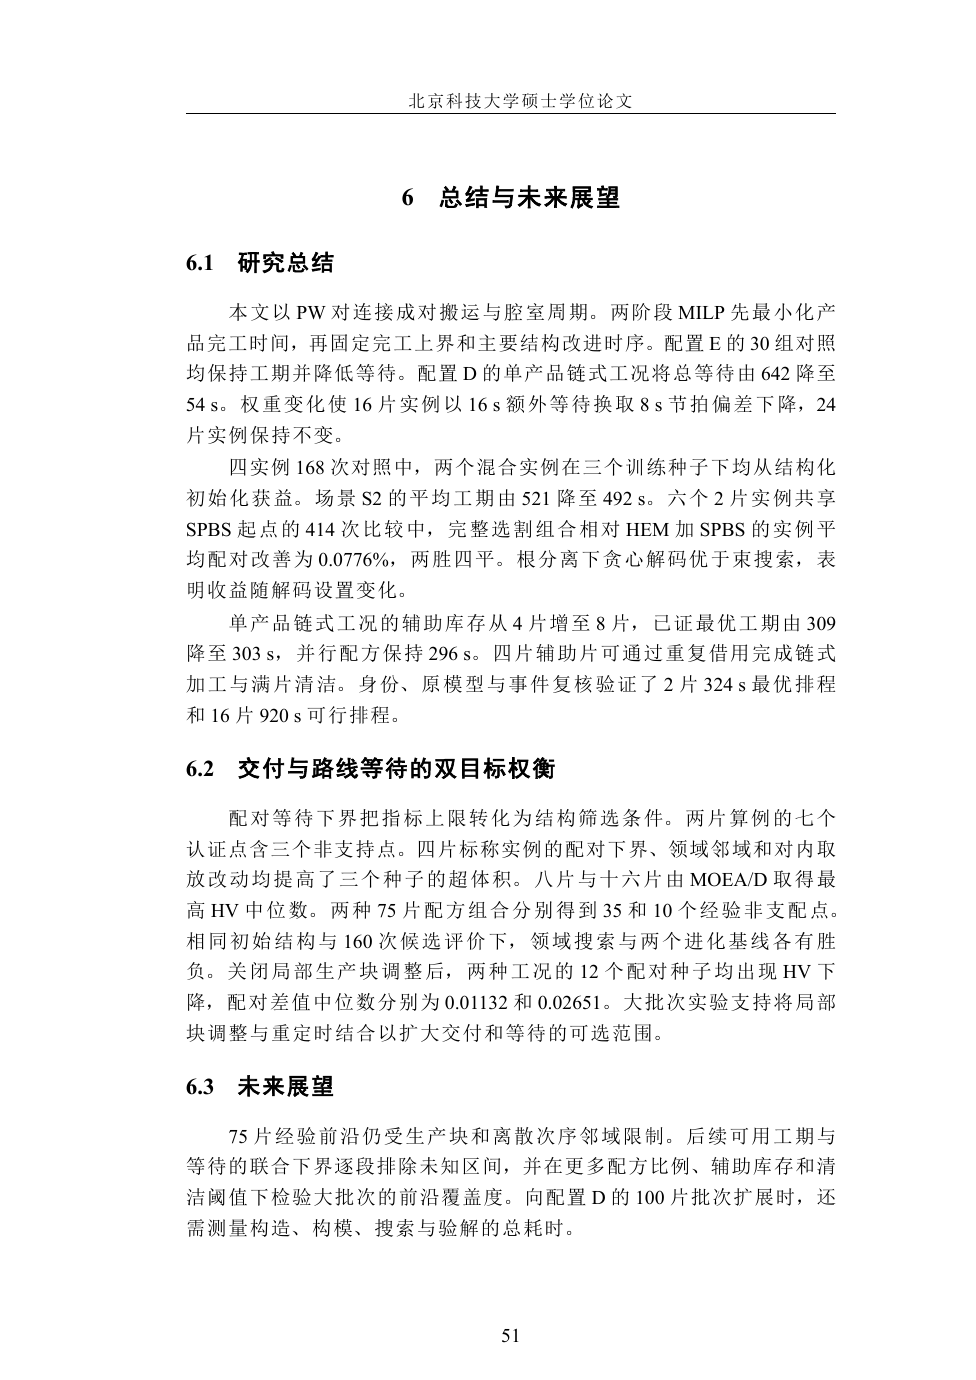 北京科技大学硕士学位论文
6 总结与未来展望
6.1 研究总结
本文以 PW 对连接成对搬运与腔室周期。两阶段 MILP 先最小化产
品完工时间，再固定完工上界和主要结构改进时序。配置 E 的 30 组对照
均保持工期并降低等待。配置 D 的单产品链式工况将总等待由 642 降至
54 s。权重变化使 16 片实例以 16 s 额外等待换取 8 s 节拍偏差下降，24
片实例保持不变。
四实例 168 次对照中，两个混合实例在三个训练种子下均从结构化
初始化获益。场景 S2 的平均工期由 521 降至 492 s。六个 2 片实例共享
SPBS 起点的 414 次比较中，完整选割组合相对 HEM 加 SPBS 的实例平
均配对改善为 0.0776%，两胜四平。根分离下贪心解码优于束搜索，表
明收益随解码设置变化。
单产品链式工况的辅助库存从 4 片增至 8 片，已证最优工期由 309
降至 303 s，并行配方保持 296 s。四片辅助片可通过重复借用完成链式
加工与满片清洁。身份、原模型与事件复核验证了 2 片 324 s 最优排程
和 16 片 920 s 可行排程。
6.2 交付与路线等待的双目标权衡
配对等待下界把指标上限转化为结构筛选条件。两片算例的七个
认证点含三个非支持点。四片标称实例的配对下界、领域邻域和对内取
放改动均提高了三个种子的超体积。八片与十六片由 MOEA/D 取得最
高 HV 中位数。两种 75 片配方组合分别得到 35 和 10 个经验非支配点。
相同初始结构与 160 次候选评价下，领域搜索与两个进化基线各有胜
负。关闭局部生产块调整后，两种工况的 12 个配对种子均出现 HV 下
降，配对差值中位数分别为 0.01132 和 0.02651。大批次实验支持将局部
块调整与重定时结合以扩大交付和等待的可选范围。
6.3 未来展望
75 片经验前沿仍受生产块和离散次序邻域限制。后续可用工期与
等待的联合下界逐段排除未知区间，并在更多配方比例、辅助库存和清
洁阈值下检验大批次的前沿覆盖度。向配置 D 的 100 片批次扩展时，还
需测量构造、构模、搜索与验解的总耗时。
51